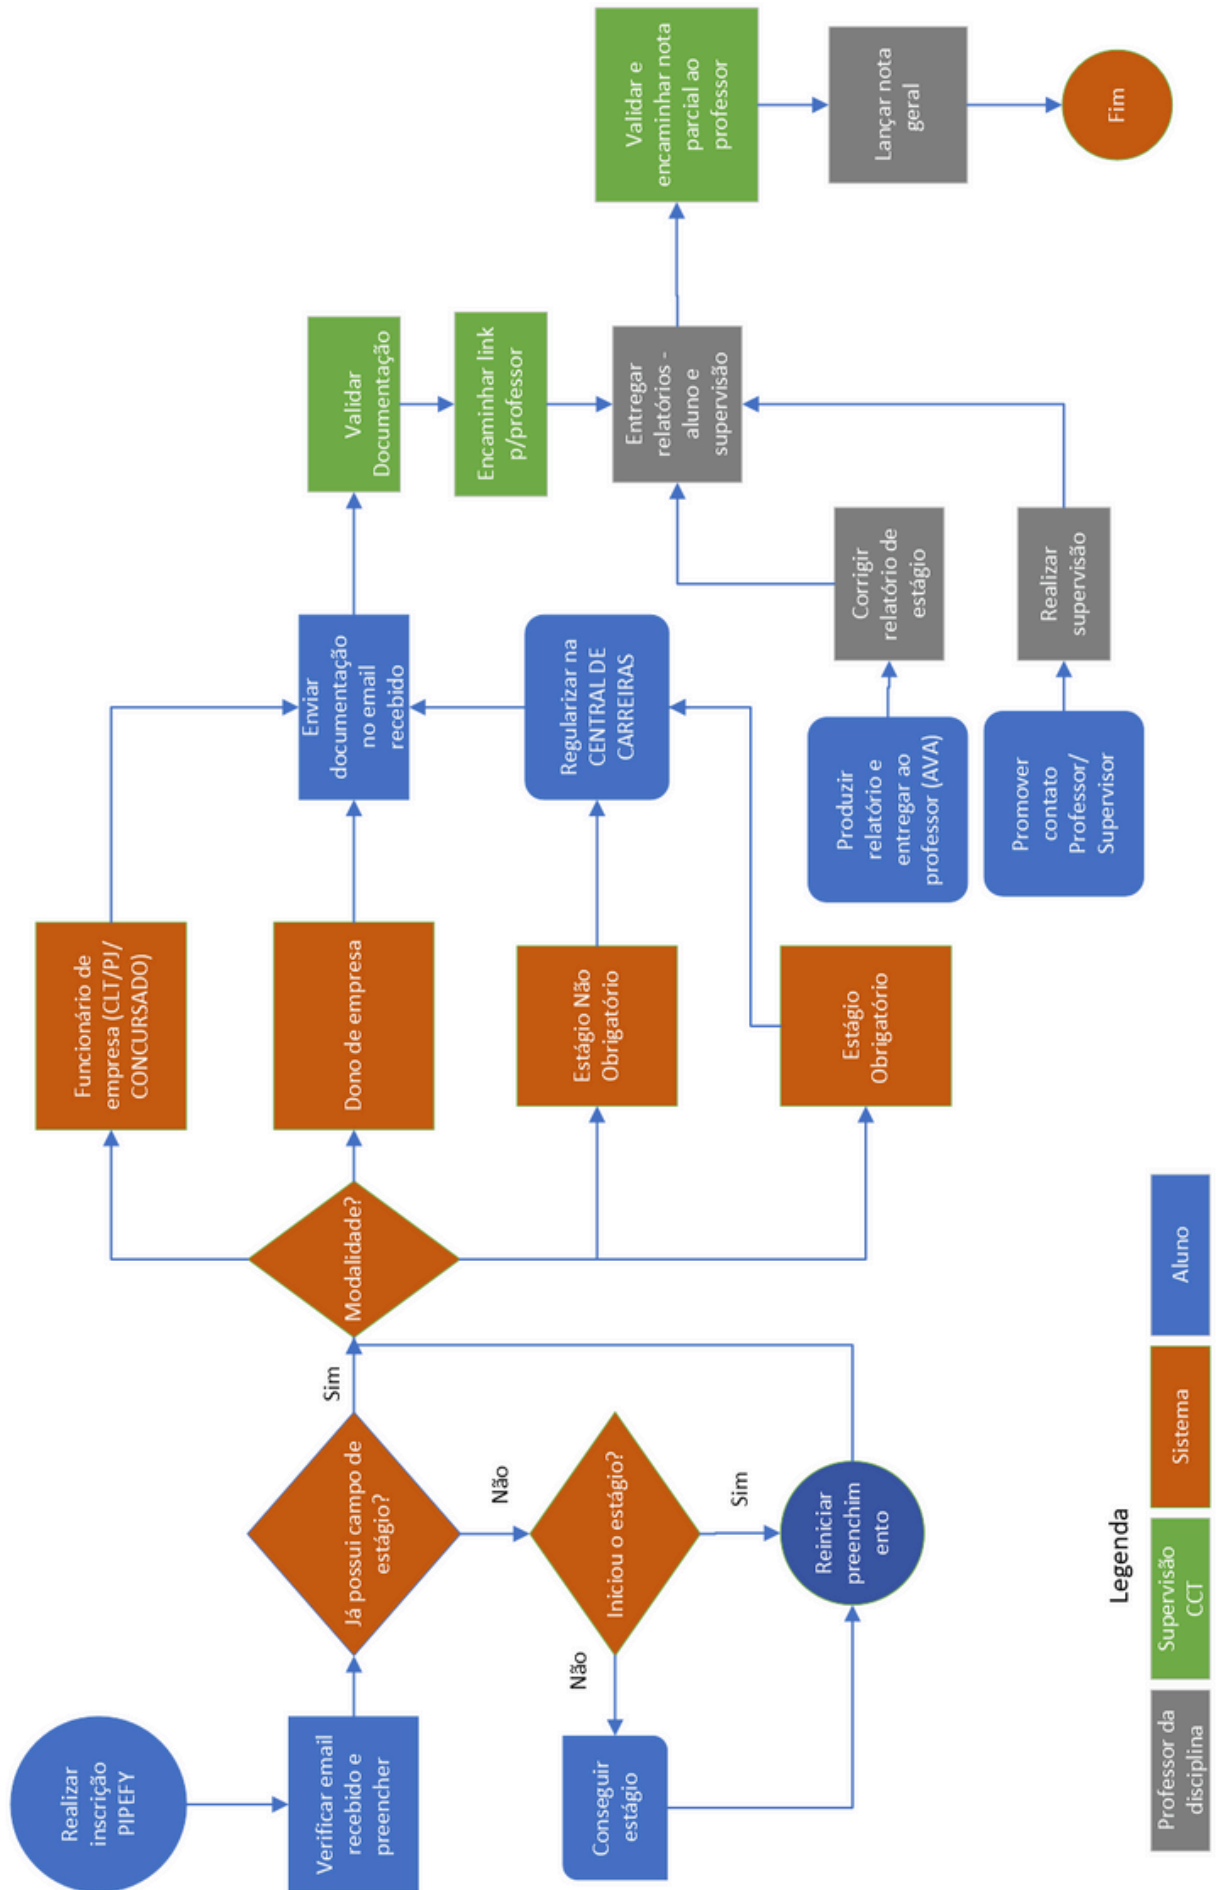 Realizar
inscrição
PIPEFY
Verificar email
recebido e
preencher
Já possui campo de
estágio?
Sim
Não
Iniciou o estágio?
Não
Sim
Conseguir
estágio
Reiniciar
preenchim
ento
Modalidade?
Funcionário de
empresa (CLT/PJ/
CONCURSADO)
Dono de empresa
Estágio Não
Obrigatório
Estágio
Obrigatório
Enviar
documentação
no email
recebido
Regularizar na
CENTRAL DE
CARREIRAS
Produzir
relatório e
entregar ao
professor (AVA)
Promover
contato
Professor/
Supervisor
Validar
Documentação
Encaminhar link
p/professor
Entregar
relatórios -
aluno e
supervisão
Corrigir
relatório de
estágio
Realizar
supervisão
Validar e
encaminhar nota
parcial ao
professor
Lançar nota
geral
Fim
Legenda
Professor da
disciplina
Supervisão
CCT
Sistema
Aluno